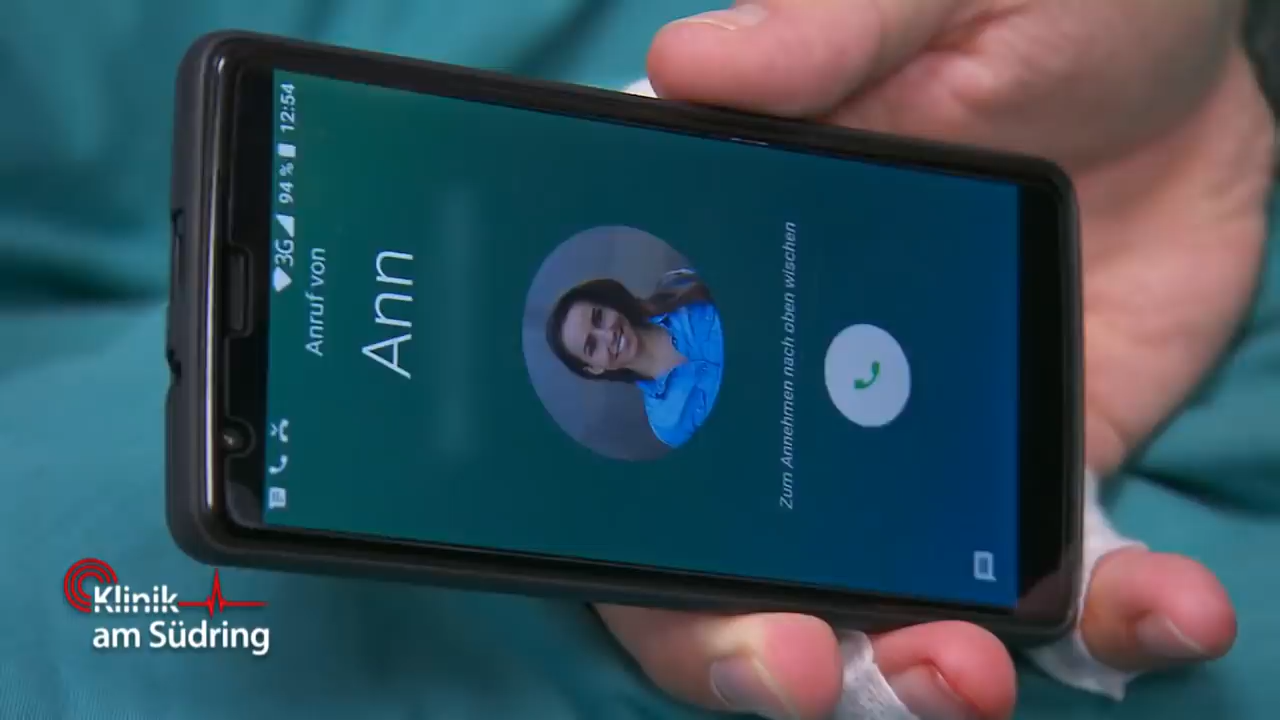 3G 94 % 12:54
Anruf von
Ann
Zum Annehmen nach oben wischen
Klinik
am Südring